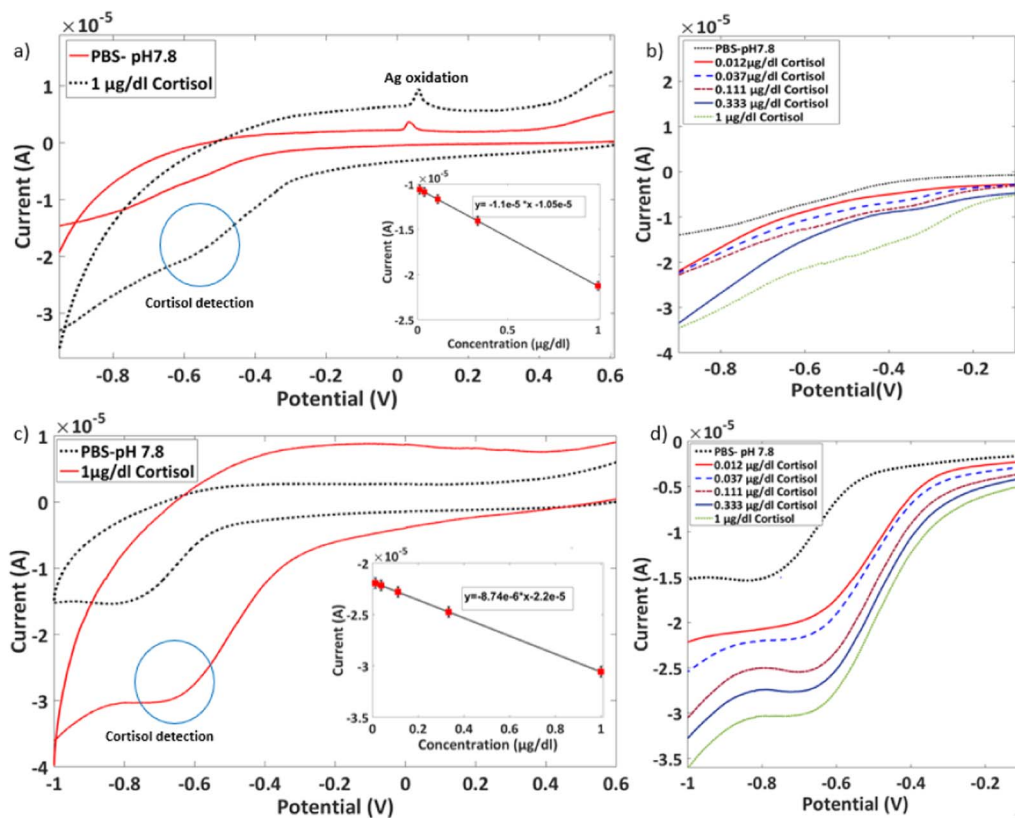 a)
×10⁻⁵
PBS- pH7.8
1 µg/dl Cortisol
Ag oxidation
Cortisol detection
Current (A)
1
0
-1
-2
-3
-0.8 -0.6 -0.4 -0.2 0 0.2 0.4 0.6
Potential (V)
×10⁻⁵
y= -1.1e-5 *x -1.05e-5
Current (A)
-1
-1.5
-2
-2.5
0 0.5 1
Concentration (µg/dl)
b)
×10⁻⁵
PBS-pH7.8
0.012µg/dl Cortisol
0.037µg/dl Cortisol
0.111 µg/dl Cortisol
0.333 µg/dl Cortisol
1 µg/dl Cortisol
Current (A)
2
1
0
-1
-2
-3
-4
-0.8 -0.6 -0.4 -0.2
Potential(V)
c)
×10⁻⁵
PBS-pH 7.8
1µg/dl Cortisol
Cortisol detection
Current (A)
1
0
-1
-2
-3
-4
-1 -0.8 -0.6 -0.4 -0.2 0 0.2 0.4 0.6
Potential (V)
×10⁻⁵
y=-8.74e-6*x-2.2e-5
Current (A)
-2
-2.5
-3
-3.5
0 0.2 0.4 0.6 0.8 1
Concentration (µg/dl)
d)
×10⁻⁵
PBS- pH 7.8
0.012 µg/dl Cortisol
0.037 µg/dl Cortisol
0.111 µg/dl Cortisol
0.333 µg/dl Cortisol
1 µg/dl Cortisol
Current (A)
0
-0.5
-1
-1.5
-2
-2.5
-3
-3.5
-1 -0.8 -0.6 -0.4 -0.2
Potential (V)